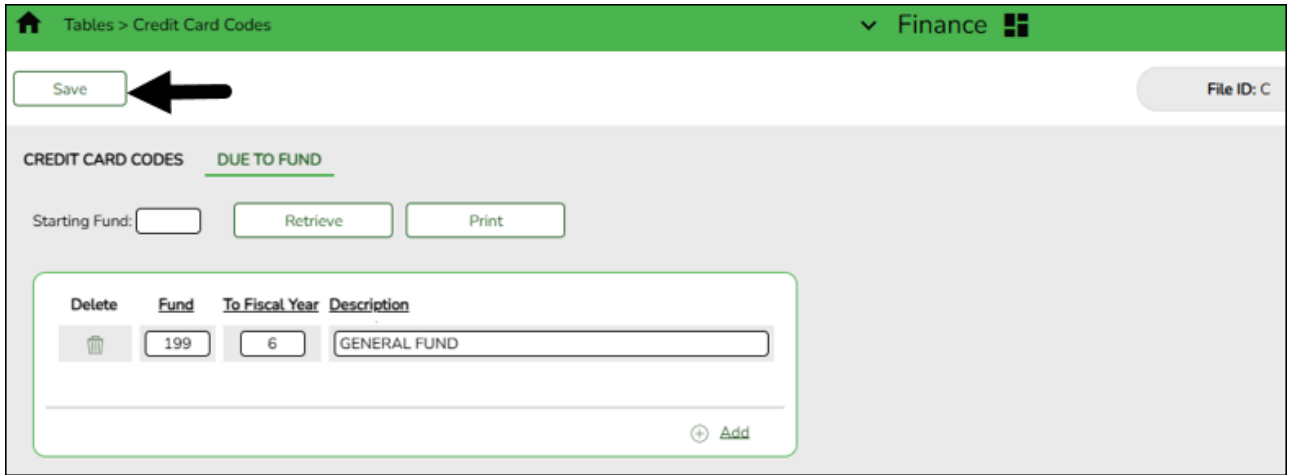 Tables > Credit Card Codes
Finance
Save
File ID: C
CREDIT CARD CODES DUE TO FUND
Starting Fund: Retrieve Print
Delete Fund To Fiscal Year Description
199 6 GENERAL FUND
Add